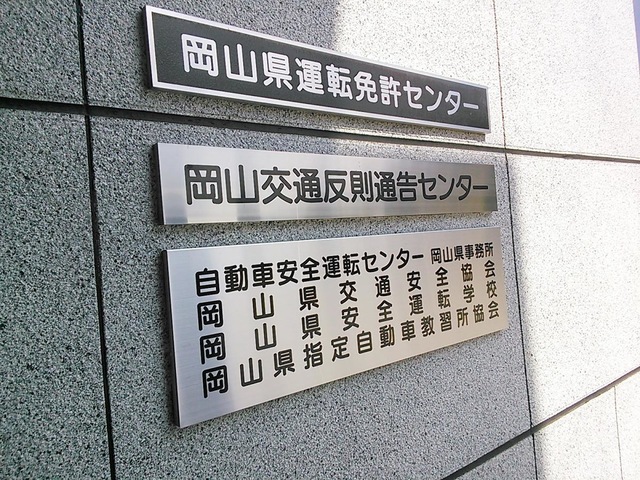 岡山県運転免許センター
岡山交通反則通告センター
自動車安全運転センター 岡山県事務所
岡山県交通安全協会
岡山県安全運転学校
岡山県指定自動車教習所協会